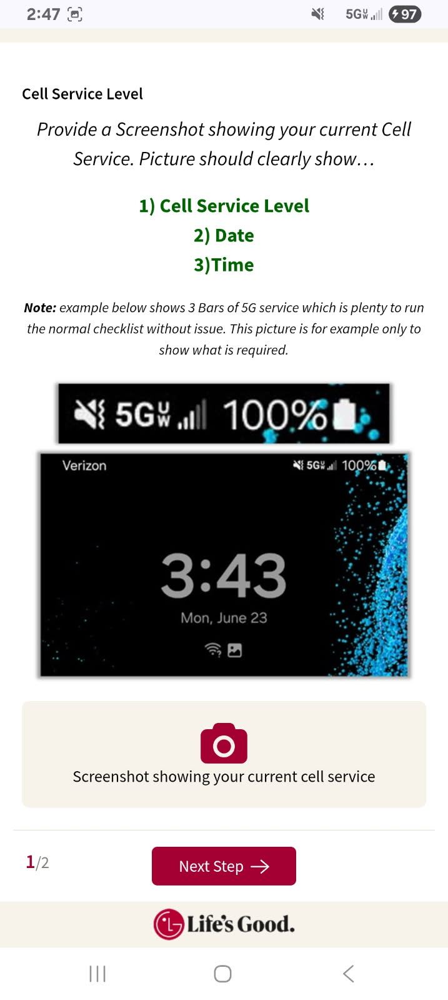 2:47 5G UW 97
Cell Service Level
Provide a Screenshot showing your current Cell
Service. Picture should clearly show...
1) Cell Service Level
2) Date
3)Time
Note: example below shows 3 Bars of 5G service which is plenty to run
the normal checklist without issue. This picture is for example only to
show what is required.
5G UW 100%
Verizon 5G UW 100%
3:43
Mon, June 23
Screenshot showing your current cell service
1/2 Next Step →
LG Life's Good.